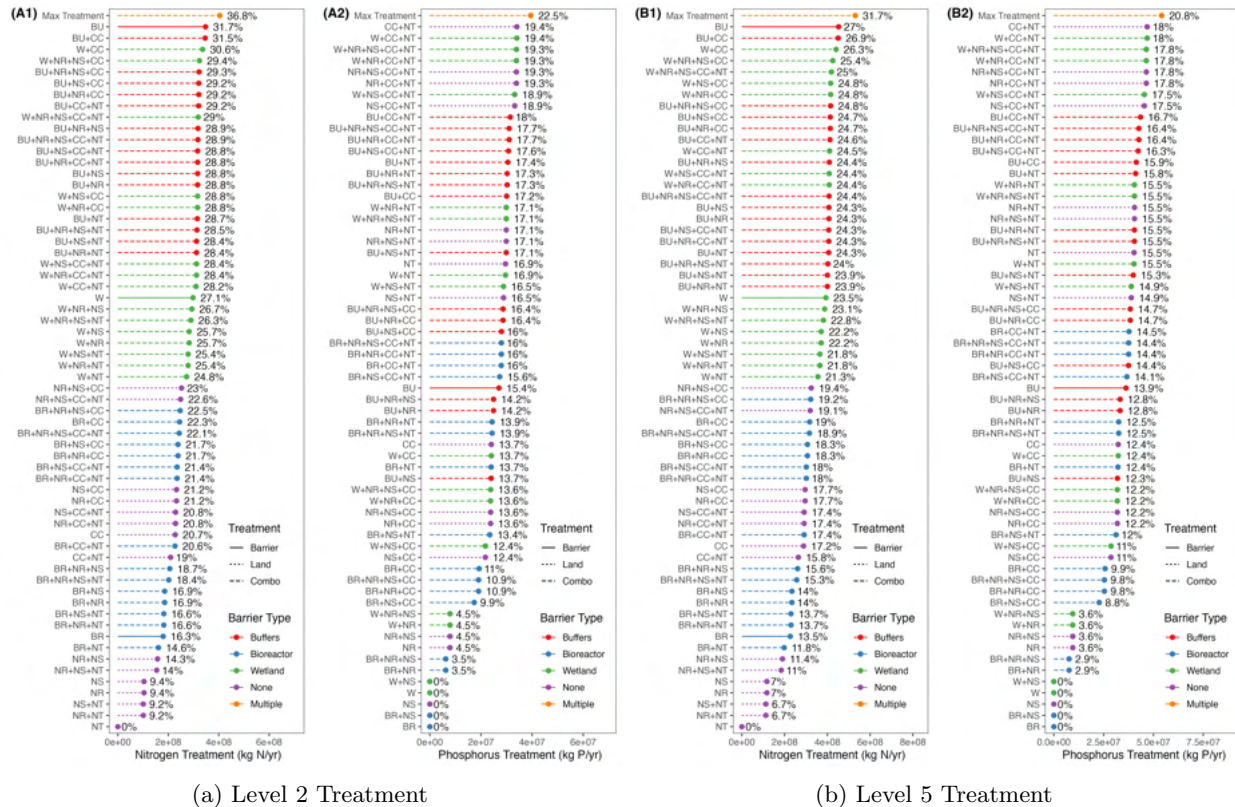 (A1)
Max Treatment 36.8%
BU 31.7%
BU+CC 31.5%
W+CC 30.6%
W+NR+NS+CC 29.4%
BU+NR+NS+CC 29.3%
BU+NS+CC 29.2%
BU+NR+CC 29.2%
BU+CC+NT 29.2%
W+NR+NS+CC+NT 29%
BU+NR+NS 28.9%
BU+NR+NS+CC+NT 28.9%
BU+NS+CC+NT 28.8%
BU+NR+CC+NT 28.8%
BU+NS 28.8%
BU+NR 28.8%
W+NS+CC 28.8%
W+NR+CC 28.8%
BU+NT 28.7%
BU+NR+NS+NT 28.5%
BU+NS+NT 28.4%
BU+NR+NT 28.4%
W+NS+CC+NT 28.4%
W+NR+CC+NT 28.4%
W+CC+NT 28.2%
W 27.1%
W+NR+NS 26.7%
W+NR+NS+NT 26.3%
W+NS 25.7%
W+NR 25.7%
W+NS+NT 25.4%
W+NR+NT 25.4%
W+NT 24.8%
NR+NS+CC 23%
NR+NS+CC+NT 22.6%
BR+NR+NS+CC 22.5%
BR+CC 22.3%
BR+NR+NS+CC+NT 22.1%
BR+NS+CC 21.7%
BR+NR+CC 21.7%
BR+NS+CC+NT 21.4%
BR+NR+CC+NT 21.4%
NS+CC 21.2%
NR+CC 21.2%
NS+CC+NT 20.8%
NR+CC+NT 20.8%
CC 20.7%
BR+CC+NT 20.6%
CC+NT 19%
BR+NR+NS 18.7%
BR+NR+NS+NT 18.4%
BR+NS 16.9%
BR+NR 16.9%
BR+NS+NT 16.6%
BR+NR+NT 16.6%
BR 16.3%
BR+NT 14.6%
NR+NS 14.3%
NR+NS+NT 14%
NS 9.4%
NR 9.4%
NS+NT 9.2%
NR+NT 9.2%
NT 0%
Treatment
Barrier
Land
Combo
Barrier Type
Buffers
Bioreactor
Wetland
None
Multiple
0e+00 2e+08 4e+08 6e+08
Nitrogen Treatment (kg N/yr)
(A2)
Max Treatment 22.5%
CC+NT 19.4%
W+CC+NT 19.4%
W+NR+NS+CC+NT 19.3%
W+NR+CC+NT 19.3%
NR+NS+CC+NT 19.3%
NR+CC+NT 19.3%
W+NS+CC+NT 18.9%
NS+CC+NT 18.9%
BU+CC+NT 18%
BU+NR+NS+CC+NT 17.7%
BU+NR+CC+NT 17.7%
BU+NS+CC+NT 17.6%
BU+NT 17.4%
BU+NR+NT 17.3%
BU+NR+NS+NT 17.3%
BU+CC 17.2%
W+NR+NT 17.1%
W+NR+NS+NT 17.1%
NR+NT 17.1%
NR+NS+NT 17.1%
BU+NS+NT 17.1%
NT 16.9%
W+NT 16.9%
W+NS+NT 16.5%
NS+NT 16.5%
BU+NR+NS+CC 16.4%
BU+NR+CC 16.4%
BU+NS+CC 16%
BR+NR+NS+CC+NT 16%
BR+NR+CC+NT 16%
BR+CC+NT 16%
BR+NS+CC+NT 15.6%
BU 15.4%
BU+NR+NS 14.2%
BU+NR 14.2%
BR+NR+NT 13.9%
BR+NR+NS+NT 13.9%
CC 13.7%
W+CC 13.7%
BR+NT 13.7%
BU+NS 13.7%
W+NR+NS+CC 13.6%
W+NR+CC 13.6%
NR+NS+CC 13.6%
NR+CC 13.6%
BR+NS+NT 13.4%
W+NS+CC 12.4%
NS+CC 12.4%
BR+CC 11%
BR+NR+NS+CC 10.9%
BR+NR+CC 10.9%
BR+NS+CC 9.9%
W+NR+NS 4.5%
W+NR 4.5%
NR+NS 4.5%
NR 4.5%
BR+NR+NS 3.5%
BR+NR 3.5%
W+NS 0%
W 0%
NS 0%
BR+NS 0%
BR 0%
Treatment
Barrier
Land
Combo
Barrier Type
Buffers
Bioreactor
Wetland
None
Multiple
0e+00 2e+07 4e+07 6e+07
Phosphorus Treatment (kg P/yr)
(B1)
Max Treatment 31.7%
BU 27%
BU+CC 26.9%
W+CC 26.3%
W+NR+NS+CC 25.4%
W+NR+NS+CC+NT 25%
W+NS+CC 24.8%
W+NR+CC 24.8%
BU+NR+NS+CC 24.8%
BU+NS+CC 24.7%
BU+NR+CC 24.7%
BU+CC+NT 24.6%
W+CC+NT 24.5%
BU+NR+NS 24.4%
W+NS+CC+NT 24.4%
W+NR+CC+NT 24.4%
BU+NR+NS+CC+NT 24.4%
BU+NS 24.3%
BU+NR 24.3%
BU+NS+CC+NT 24.3%
BU+NR+CC+NT 24.3%
BU+NT 24.3%
BU+NR+NS+NT 24%
BU+NS+NT 23.9%
BU+NR+NT 23.9%
W 23.5%
W+NR+NS 23.1%
W+NR+NS+NT 22.8%
W+NS 22.2%
W+NR 22.2%
W+NS+NT 21.8%
W+NR+NT 21.8%
W+NT 21.3%
NR+NS+CC 19.4%
BR+NR+NS+CC 19.2%
NR+NS+CC+NT 19.1%
BR+CC 19%
BR+NR+NS+CC+NT 18.9%
BR+NS+CC 18.3%
BR+NR+CC 18.3%
BR+NS+CC+NT 18%
BR+NR+CC+NT 18%
NS+CC 17.7%
NR+CC 17.7%
NS+CC+NT 17.4%
NR+CC+NT 17.4%
BR+CC+NT 17.4%
CC 17.2%
CC+NT 15.8%
BR+NR+NS 15.6%
BR+NR+NS+NT 15.3%
BR+NS 14%
BR+NR 14%
BR+NS+NT 13.7%
BR+NR+NT 13.7%
BR 13.5%
BR+NT 11.8%
NR+NS 11.4%
NR+NS+NT 11%
NS 7%
NR 7%
NS+NT 6.7%
NR+NT 6.7%
NT 0%
Treatment
Barrier
Land
Combo
Barrier Type
Buffers
Bioreactor
Wetland
None
Multiple
0e+00 2e+08 4e+08 6e+08
Nitrogen Treatment (kg N/yr)
(B2)
Max Treatment 20.8%
CC+NT 18%
W+CC+NT 18%
W+NR+NS+CC+NT 17.8%
W+NR+CC+NT 17.8%
NR+NS+CC+NT 17.8%
NR+CC+NT 17.8%
W+NS+CC+NT 17.5%
NS+CC+NT 17.5%
BU+CC+NT 16.7%
BU+NR+NS+CC+NT 16.4%
BU+NR+CC+NT 16.4%
BU+NS+CC+NT 16.3%
BU+CC 15.9%
BU+NT 15.8%
W+NR+NT 15.5%
W+NR+NS+NT 15.5%
NR+NT 15.5%
NR+NS+NT 15.5%
BU+NR+NT 15.5%
BU+NR+NS+NT 15.5%
NT 15.5%
W+NT 15.5%
BU+NS+NT 15.3%
W+NS+NT 14.9%
NS+NT 14.9%
BU+NR+NS+CC 14.7%
BU+NR+CC 14.7%
BR+CC+NT 14.5%
BR+NR+NS+CC+NT 14.4%
BR+NR+CC+NT 14.4%
BU+NS+CC 14.4%
BR+NS+CC+NT 14.1%
BU 13.9%
BU+NR+NS 12.8%
BU+NR 12.8%
BR+NR+NT 12.5%
BR+NR+NS+NT 12.5%
CC 12.4%
W+CC 12.4%
BR+NT 12.4%
BU+NS 12.3%
W+NR+NS+CC 12.2%
W+NR+CC 12.2%
NR+NS+CC 12.2%
NR+CC 12.2%
BR+NS+NT 12%
W+NS+CC 11%
NS+CC 11%
BR+CC 9.9%
BR+NR+NS+CC 9.8%
BR+NR+CC 9.8%
BR+NS+CC 8.8%
W+NR+NS 3.6%
W+NR 3.6%
NR+NS 3.6%
NR 3.6%
BR+NR+NS 2.9%
BR+NR 2.9%
W+NS 0%
W 0%
NS 0%
BR+NS 0%
BR 0%
Treatment
Barrier
Land
Combo
Barrier Type
Buffers
Bioreactor
Wetland
None
Multiple
0.0e+00 2.5e+07 5.0e+07 7.5e+07
Phosphorus Treatment (kg P/yr)
(a) Level 2 Treatment
(b) Level 5 Treatment